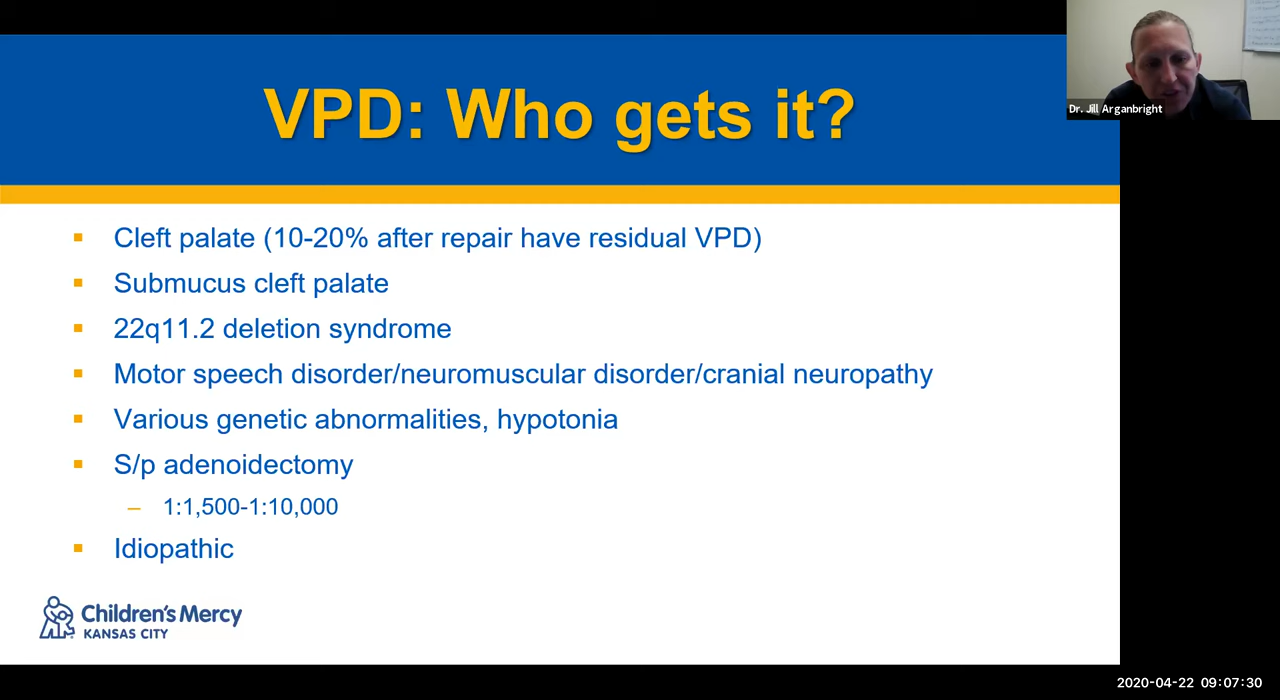 VPD: Who gets it?
Dr. Jill Arganbright
Cleft palate (10-20% after repair have residual VPD)
Submucus cleft palate
22q11.2 deletion syndrome
Motor speech disorder/neuromuscular disorder/cranial neuropathy
Various genetic abnormalities, hypotonia
S/p adenoidectomy
– 1:1,500-1:10,000
Idiopathic
Children's Mercy
KANSAS CITY
2020-04-22 09:07:30